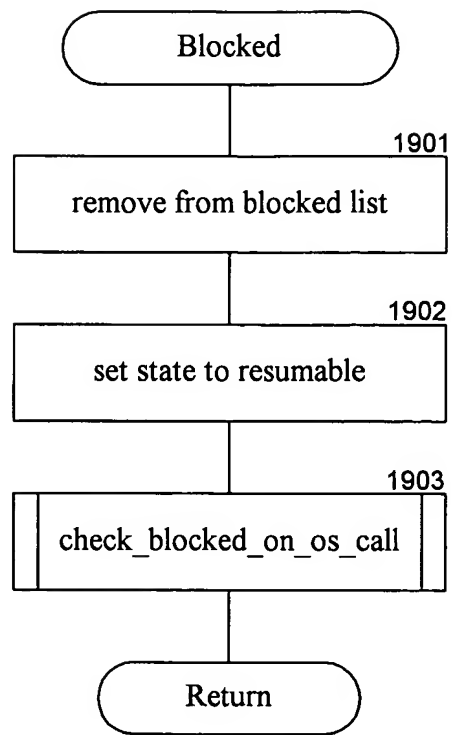 Blocked
1901
remove from blocked list
1902
set state to resumable
1903
check_blocked_on_os_call
Return